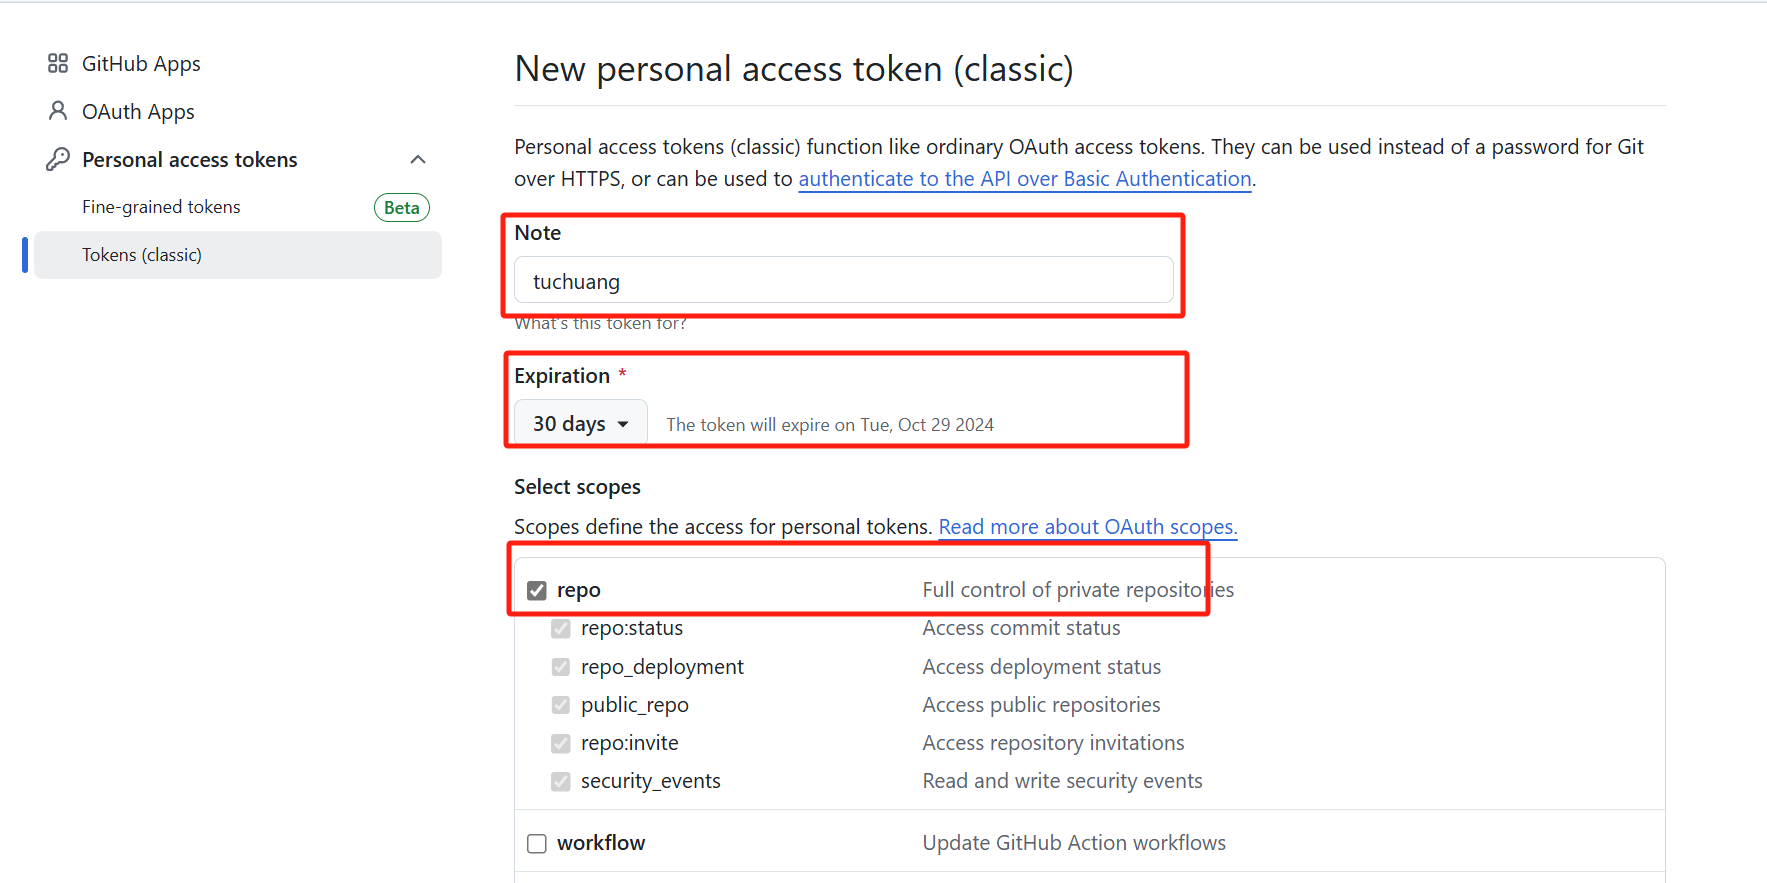 GitHub Apps
OAuth Apps
Personal access tokens
Fine-grained tokens
Beta
Tokens (classic)
New personal access token (classic)
Personal access tokens (classic) function like ordinary OAuth access tokens. They can be used instead of a password for Git
over HTTPS, or can be used to authenticate to the API over Basic Authentication.
Note
tuchuang
What's this token for?
Expiration *
30 days
The token will expire on Tue, Oct 29 2024
Select scopes
Scopes define the access for personal tokens. Read more about OAuth scopes.
repo Full control of private repositories
repo:status Access commit status
repo_deployment Access deployment status
public_repo Access public repositories
repo:invite Access repository invitations
security_events Read and write security events
workflow Update GitHub Action workflows